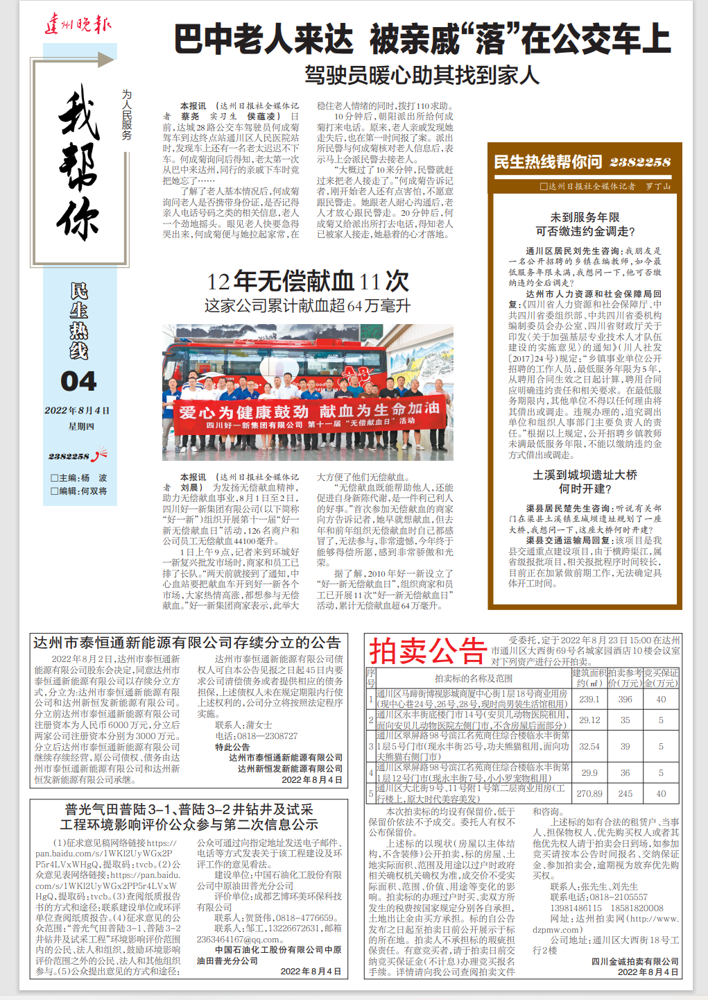 达州晚报
我帮你
为人民服务
民生热线
04
2022年8月4日
星期四
2382258
□主编:杨 波
□编辑:何双将
巴中老人来达 被亲戚“落”在公交车上
驾驶员暖心助其找到家人
本报讯 (达州日报社全媒体记
者 蔡尧 实习生 侯蕴凌) 日
前,达城28路公交车驾驶员何成菊
驾车到达终点站通川区人民医院站
时,发现车上还有一名老太迟迟不下
车。何成菊询问后得知,老太第一次
从巴中来达州,同行的亲戚下车时竟
把她忘了……
了解了老人基本情况后,何成菊
询问老人是否携带身份证,是否记得
亲人电话号码之类的相关信息,老人
一个劲地摇头。眼见老人快要急得
哭出来,何成菊便与她拉起家常,在
稳住老人情绪的同时,拨打110求助。
10分钟后,朝阳派出所给何成
菊打来电话。原来,老人亲戚发现她
走失后,也在第一时间报了案。派出
所民警与何成菊核对老人信息后,表
示马上会派民警去接老人。
“大概过了10来分钟,民警就赶
过来把老人接走了。”何成菊告诉记
者,刚开始老人还有点害怕,不愿意
跟民警走。她跟老人耐心沟通后,老
人才放心跟民警走。20分钟后,何
成菊又给派出所打去电话,得知老人
已被家人接走,她悬着的心才落地。
12年无偿献血11次
这家公司累计献血超64万毫升
爱心为健康鼓劲 献血为生命加油
四川好一新集团有限公司 第十一届“无偿献血日”活动
本报讯 (达州日报社全媒体记
者 刘晨) 为发扬无偿献血精神,
助力无偿献血事业,8月1日至2日,
四川好一新集团有限公司(以下简称
“好一新”)组织开展第十一届“好一
新无偿献血日”活动,126名商户和
公司员工无偿献血44100毫升。
1日上午9点,记者来到环城好
一新复兴批发市场时,商家和员工已
排了长队。“两天前就接到了通知,中
心血站要把献血车开到好一新各个
市场,大家热情高涨,都想参与无偿
献血。”好一新集团商家表示,此举大
大方便了他们无偿献血。
“无偿献血既能帮助他人,还能
促进自身新陈代谢,是一件利己利人
的好事。”首次参加无偿献血的商家
向方告诉记者,她早就想献血,但去
年和前年组织无偿献血时自己都感
冒了,无法参与,非常遗憾,今年终于
能够得偿所愿,感到非常骄傲和光
荣。
据了解,2010年好一新设立了
“好一新无偿献血日”,组织商家和员
工已开展11次“好一新无偿献血日”
活动,累计无偿献血超64万毫升。
民生热线帮你问 2382258
□达州日报社全媒体记者 罗丁山
未到服务年限
可否缴违约金调走?
通川区居民刘先生咨询:我朋友是
一名公开招聘的乡镇在编教师,如今最
低服务年限未满,我想问一下,他可否缴
纳违约金后调走?
达州市人力资源和社会保障局回
复:《四川省人力资源和社会保障厅、中
共四川省委组织部、中共四川省委机构
编制委员会办公室、四川省财政厅关于
印发〈关于加强基层专业技术人才队伍
建设的实施意见〉的通知》(川人社发
〔2017〕24号)规定:“乡镇事业单位公开
招聘的工作人员,最低服务年限为5年,
从聘用合同生效之日起计算,聘用合同
应明确违约责任和相关要求。在最低服
务期限内,其他单位不得以任何理由将
其借出或调走。违规办理的,追究调出
单位和组织人事部门主要负责人的责
任。”根据以上规定,公开招聘乡镇教师
未满最低服务年限,不能以缴纳违约金
方式借出或调走。
土溪到城坝遗址大桥
何时开建?
渠县居民楚先生咨询:听说有关部
门在渠县土溪镇至城坝遗址规划了一座
大桥,我想问一下,这座大桥何时开建?
渠县交通运输局回复:该项目是我
县交通重点建设项目,由于横跨渠江,属
省级报批项目,相关报批程序时间较长,
目前正在加紧做前期工作,无法确定具
体开工时间。
达州市泰恒通新能源有限公司存续分立的公告
2022年8月2日,达州市泰恒通新
能源有限公司股东会决定,同意达州市
泰恒通新能源有限公司以存续分立方
式,分立为:达州市泰恒通新能源有限
公司和达州新恒发新能源有限公司。
分立前达州市泰恒通新能源有限公司
注册资本为人民币6000万元,分立后
两家公司注册资本分别为3000万元。
分立后达州市泰恒通新能源有限公司
继续存续经营,原公司债权、债务由达
州市泰恒通新能源有限公司和达州新
恒发新能源有限公司承继。
达州市泰恒通新能源有限公司债
权人可自本公告见报之日起45日内要
求公司清偿债务或者提供相应的债务
担保,上述债权人未在规定期限内行使
上述权利的,公司分立将按照法定程序
实施。
联系人:蒲女士
电话:0818—2308727
特此公告
达州市泰恒通新能源有限公司
达州新恒发新能源有限公司
2022年8月4日
普光气田普陆3-1、普陆3-2井钻井及试采
工程环境影响评价公众参与第二次信息公示
(1)征求意见稿网络链接https://
pan.baidu.com/s/1WKl2UyWGx2P
P5r4LVxWHgQ,提取码:tvcb。(2)公
众意见表网络链接:https://pan.baidu.
com/s/1WKl2UyWGx2PP5r4LVxW
HgQ,提取码:tvcb。(3)查阅纸质报告
书的方式和途径:联系建设单位或环评
单位查阅纸质报告。(4)征求意见的公
众范围:“普光气田普陆3-1、普陆3-2
井钻井及试采工程”环境影响评价范围
内的公民、法人和组织,鼓励环境影响
评价范围之外的公民、法人和其他组织
参与。(5)公众提出意见的方式和途径:
公众可通过向指定地址发送电子邮件、
电话等方式发表关于该工程建设及环
评工作的意见看法。
建设单位:中国石油化工股份有限
公司中原油田普光分公司
评价单位:成都艺博环美环保科技
有限公司
联系人:贺贤伟,0818-4776659。
联系人:邹工,13226672631,邮箱
2363464167@qq.com。
中国石油化工股份有限公司中原
油田普光分公司
2022年8月4日
拍卖公告
受委托,定于2022年8月23日15:00在达州
市通川区大西街69号名城家园酒店10楼会议室
对下列资产进行公开拍卖。
序号 拍卖标的名称及范围 建筑面积约(㎡) 拍卖参考价(万元) 竞买保证金(万元)
1 通川区马蹄街博视影城商厦中心街1层18号商业用房(现中心巷24号、26号、28号,现时尚男装生活馆租用) 239.1 396 40
2 通川区永丰街底楼门市14号(安贝儿动物医院租用,面向安贝儿动物医院左侧门市,不含房屋后面部分) 29.12 35 5
3 通川区翠屏路98号滨江名苑商住综合楼临永丰街第1层5号门市(现永丰街25号,功夫熊猫租用,面向功夫熊猫右侧门市) 32.54 39 5
4 通川区翠屏路98号滨江名苑商住综合楼临永丰街第1层12号门市(现永丰街7号,小小罗宠物租用) 29.9 36 5
5 通川区大北街9号、11号附1号第二层商业用房(工行楼上,原大时代美容美发) 270.89 245 40
本次拍卖标的均设有保留价,低于
保留价依法不予成交。委托人有权不
公布保留价。
上述标的以现状(房屋以主体结
构,不含装修)公开拍卖,标的房屋、土
地实际面积、范围及用途以过户时政府
相关确权机关确权为准,成交价不受实
际面积、范围、价值、用途等变化的影
响。拍卖标的办理过户时买、卖双方所
发生的税费按国家规定分别各自承担,
土地出让金由买方承担。标的自公告
发布之日起至拍卖日前公开展示于标
的所在地。拍卖人不承担标的瑕疵担
保责任。有意竞买者,请于拍卖日前交
纳竞买保证金(不计息)办理竞买报名
手续。详情请向我公司查阅拍卖文件
和咨询。
上述标的如有合法的租赁户、当事
人、担保物权人、优先购买权人或者其
他优先权人请于拍卖会日到场,如参加
竞买请按本公告时间报名、交纳保证
金、参加拍卖会,逾期视为放弃优先购
买权。
联系人:张先生、刘先生
联系电话:0818-2105557
13981486115 18581820008
网址:达州拍卖网(http://www.
dzpmw.com)
公司地址:通川区大西街18号工
行2楼
四川金诚拍卖有限公司
2022年8月4日